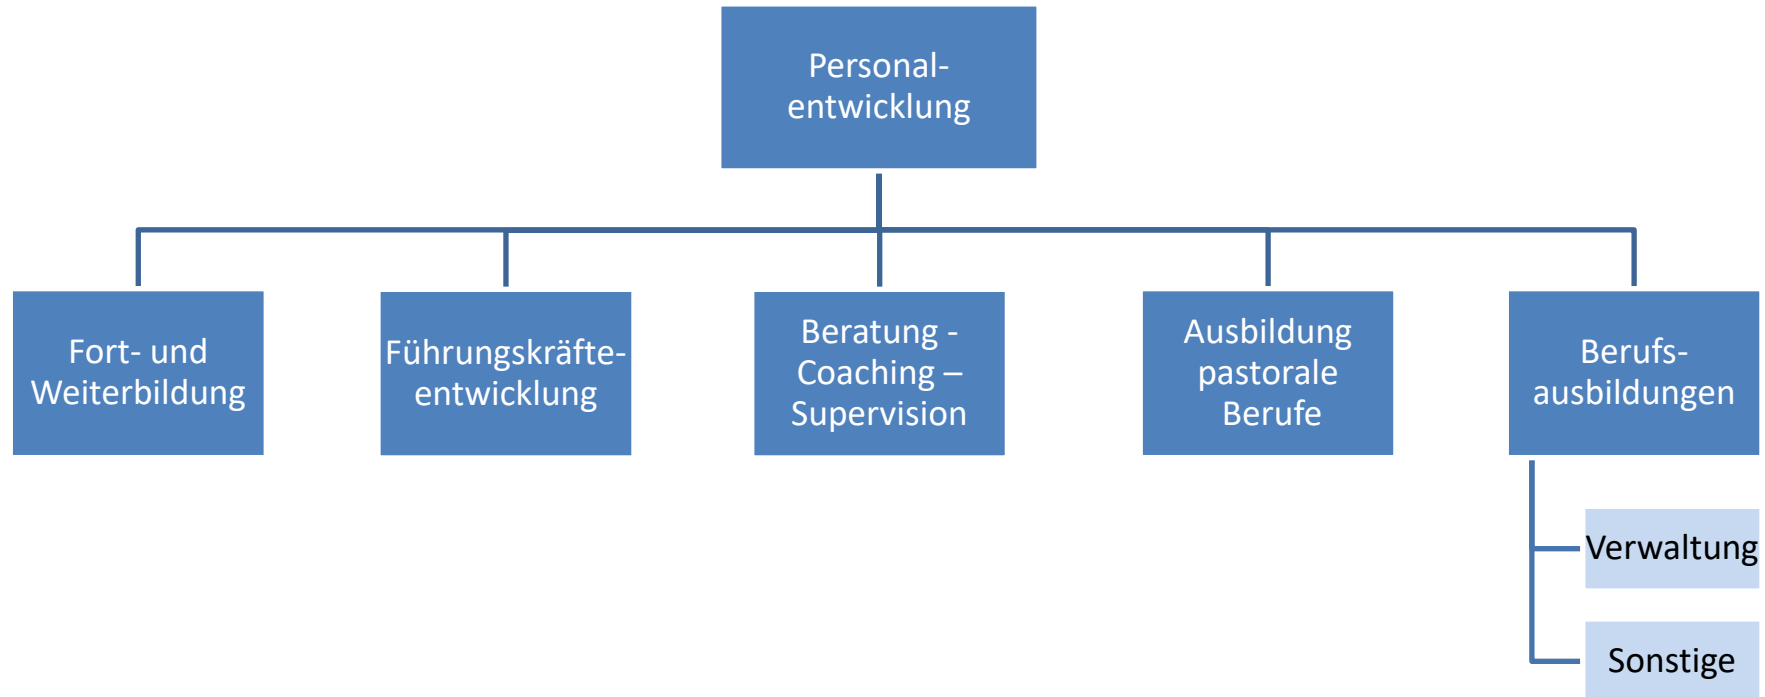 Personal-
entwicklung
Fort- und
Weiterbildung
Führungskräfte-
entwicklung
Beratung -
Coaching –
Supervision
Ausbildung
pastorale
Berufe
Berufs-
ausbildungen
Verwaltung
Sonstige